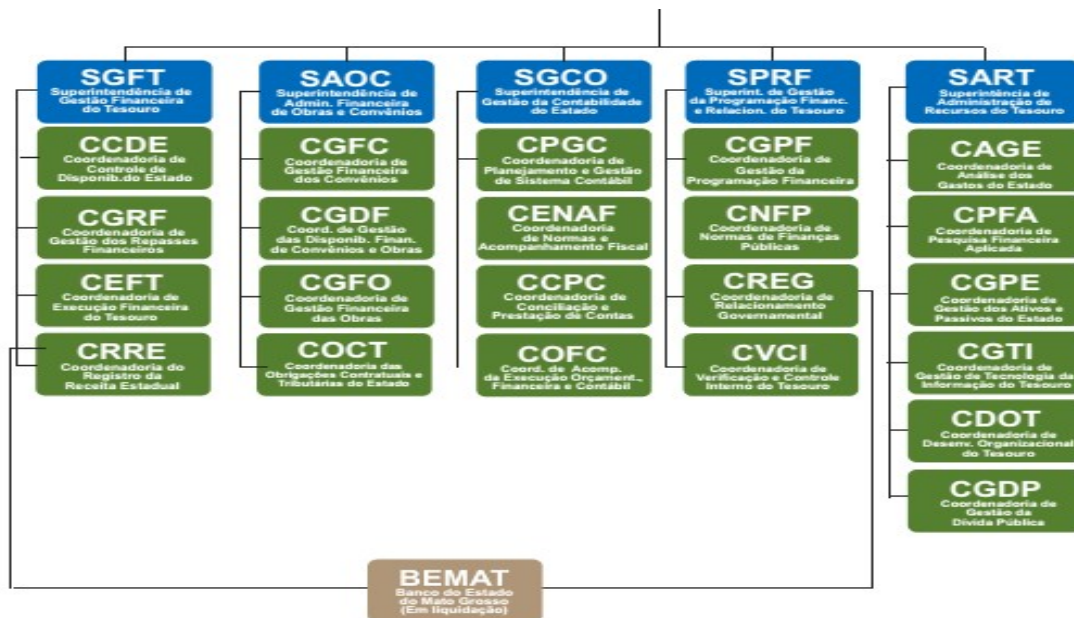 SGFT
Superintendência de
Gestão Financeira
do Tesouro
CCDE
Coordenadoria de
Controle de
Disponib.do Estado
CGRF
Coordenadoria de
Gestão dos Repasses
Financeiros
CEFT
Coordenadoria de
Execução Financeira
do Tesouro
CRRE
Coordenadoria do
Registro da
Receita Estadual
SAOC
Superintendência de
Admin. Financeira
de Obras e Convênios
CGFC
Coordenadoria de
Gestão Financeira
dos Convênios
CGDF
Coord. de Gestão
das Disponib. Finan.
de Convênios e Obras
CGFO
Coordenadoria de
Gestão Financeira
das Obras
COCT
Coordenadoria das
Obrigações Contratuais e
Tributárias do Estado
SGCO
Superintendência de
Gestão da Contabilidade
do Estado
CPGC
Coordenadoria de
Planejamento e Gestão
de Sistema Contábil
CENAF
Coordenadoria
de Normas e
Acompanhamento Fiscal
CCPC
Coordenadoria de
Conciliação e
Prestação de Contas
COFC
Coord. de Acomp.
da Execução Orçament.,
Financeira e Contábil
SPRF
Superint. de Gestão
da Programação Financ.
e Relacion. do Tesouro
CGPF
Coordenadoria de
Gestão da
Programação Financeira
CNFP
Coordenadoria de
Normas de Finanças
Públicas
CREG
Coordenadoria de
Relacionamento
Governamental
CVCI
Coordenadoria de
Verificação e Controle
Interno do Tesouro
SART
Superintência de
Administração de
Recursos do Tesouro
CAGE
Coordenadoria de
Análise dos
Gastos do Estado
CPFA
Coordenadoria de
Pesquisa Financeira
Aplicada
CGPE
Coordenadoria de
Gestão dos Ativos e
Passivos do Estado
CGTI
Coordenadoria de
Gestão de Tecnologia da
Informação do Tesouro
CDOT
Coordenadoria de
Desenv. Organizacional
do Tesouro
CGDP
Coordenadoria de
Gestão da
Dívida Pública
BEMAT
Banco do Estado
do Mato Grosso
(Em liquidação)